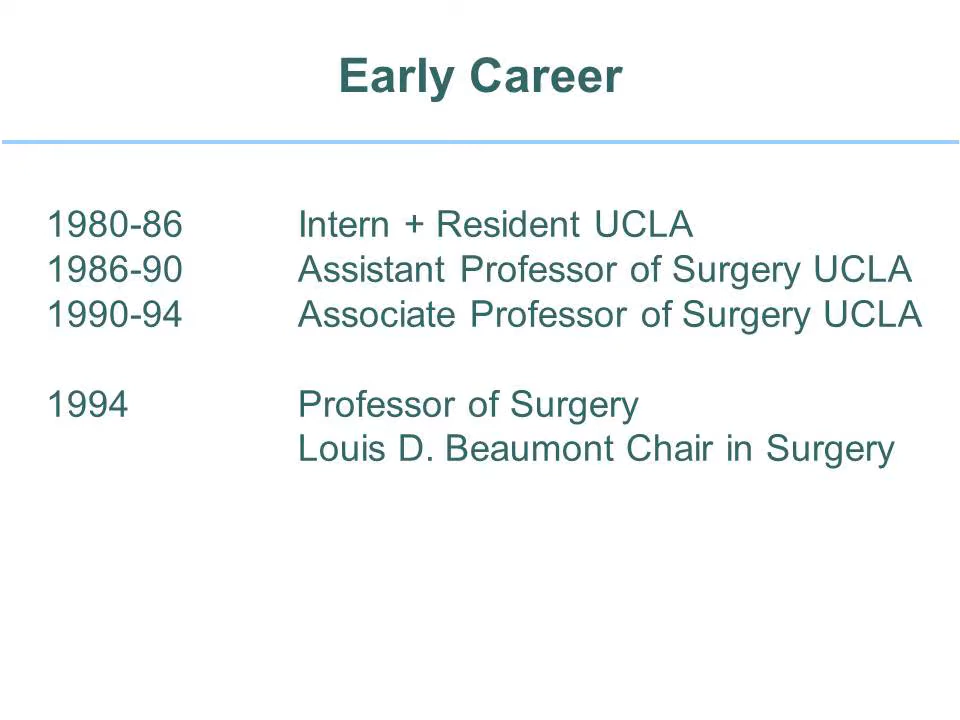 Early Career
1980-86 Intern + Resident UCLA
1986-90 Assistant Professor of Surgery UCLA
1990-94 Associate Professor of Surgery UCLA
1994 Professor of Surgery
Louis D. Beaumont Chair in Surgery